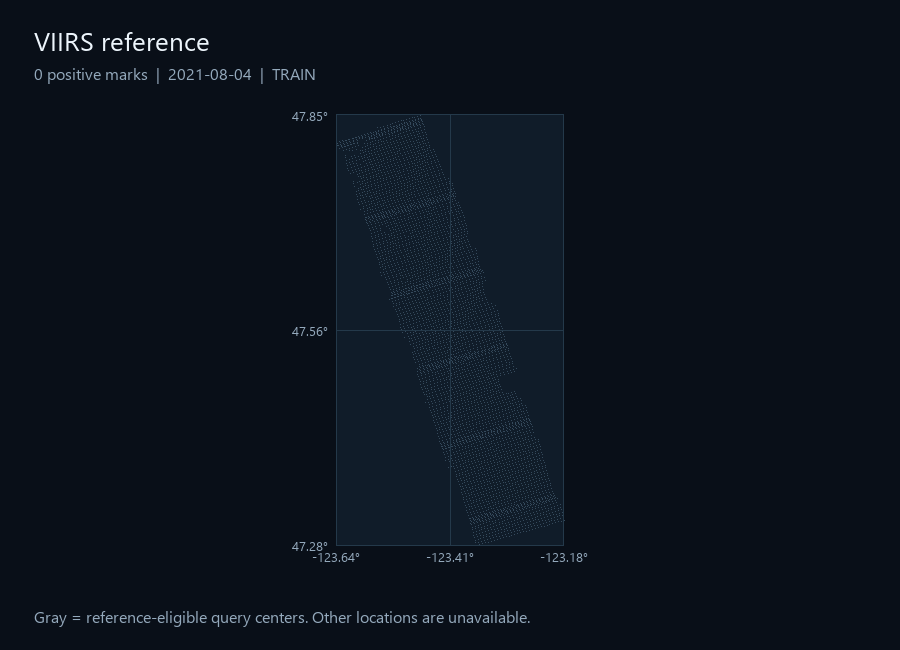 VIIRS reference
0 positive marks | 2021-08-04 | TRAIN
47.85°
47.56°
47.28°
-123.64° -123.41° -123.18°
Gray = reference-eligible query centers. Other locations are unavailable.